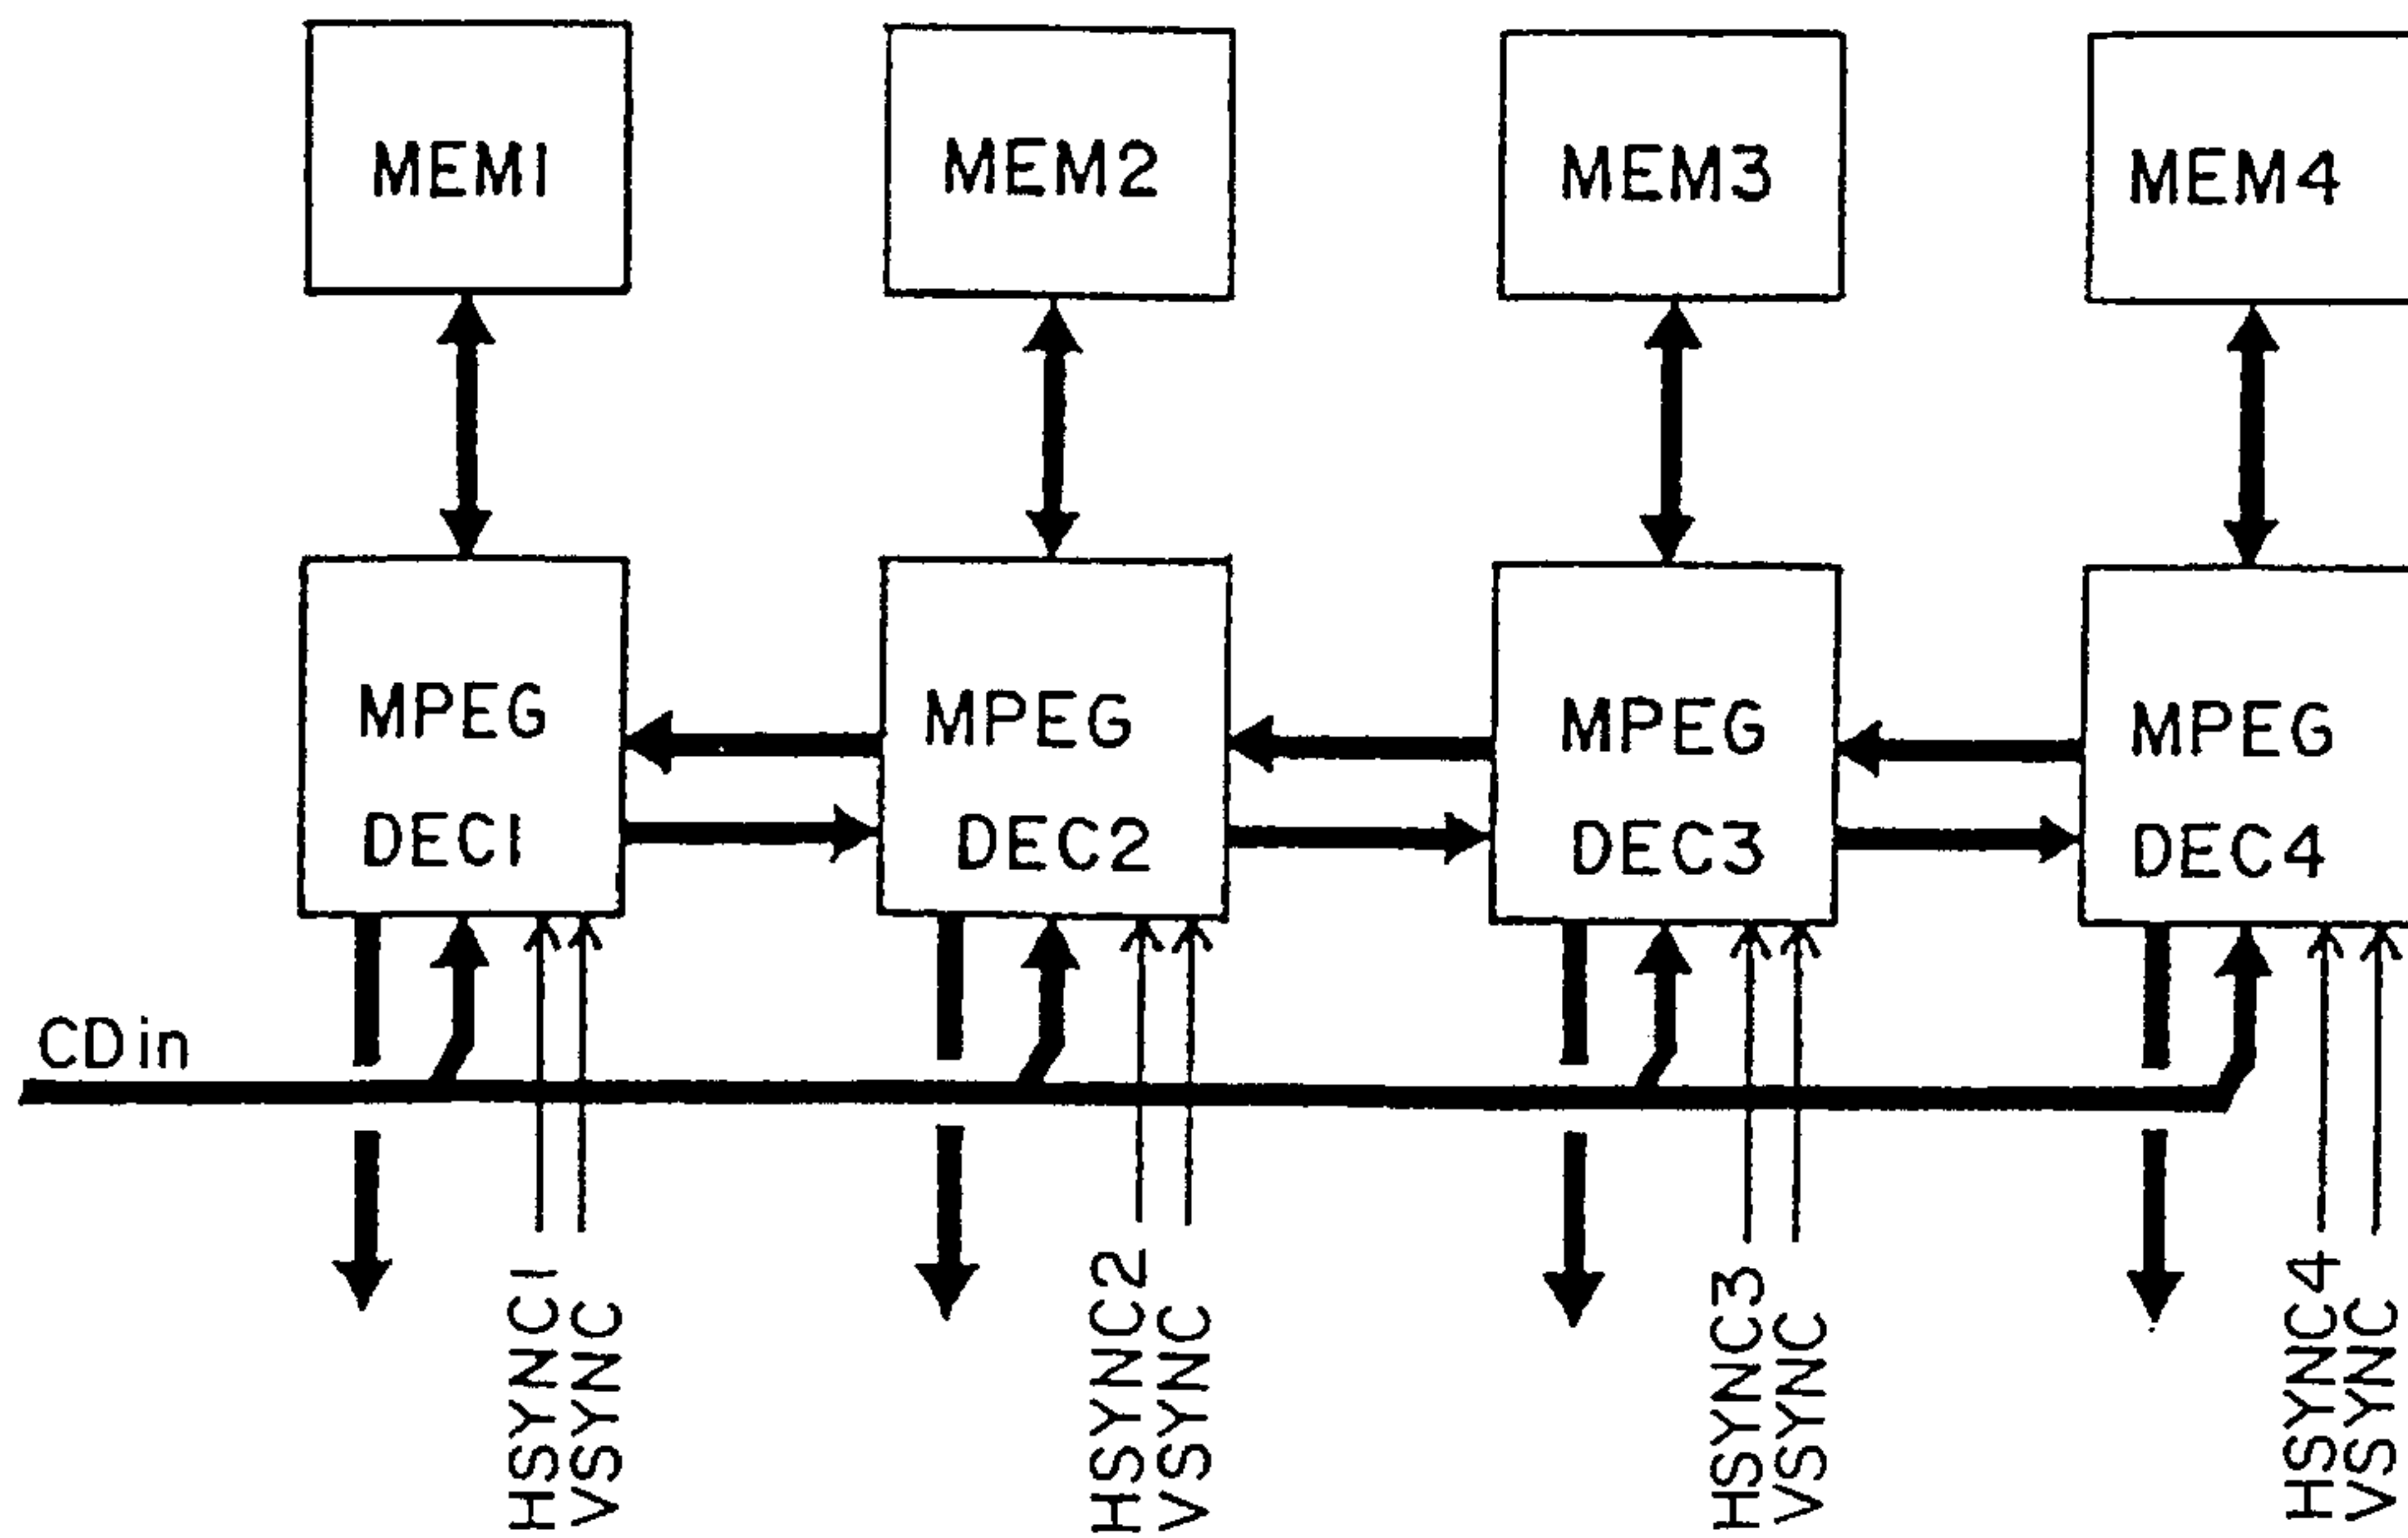 MEM1
MEM2
MEM3
MEM4
MPEG
DEC1
MPEG
DEC2
MPEG
DEC3
MPEG
DEC4
CDin
HSYNC1
VSYNC
HSYNC2
VSYNC
HSYNC3
VSYNC
HSYNC4
VSYNC